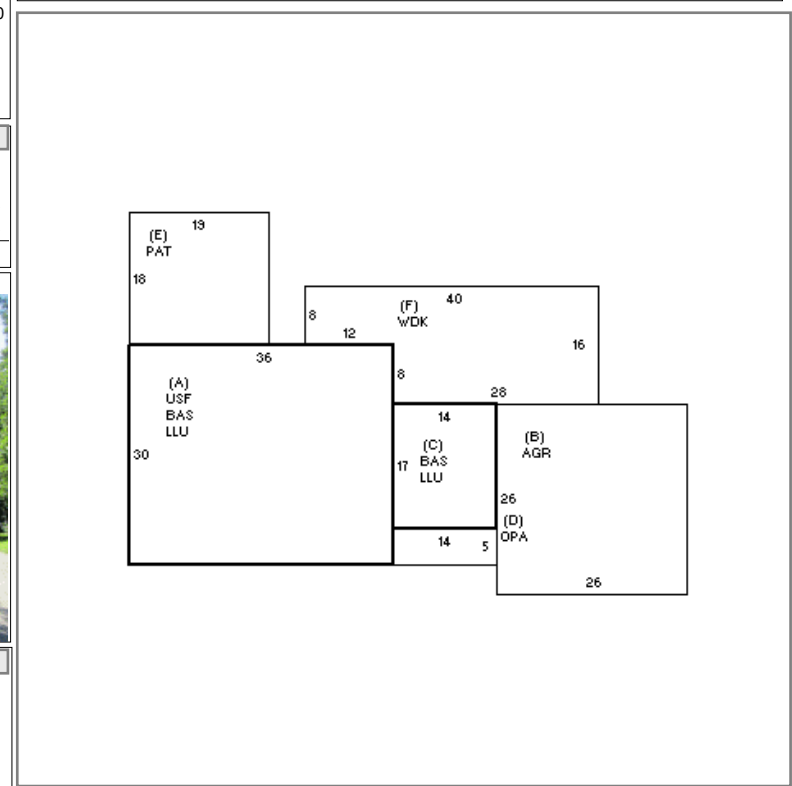 19
(E)
PAT
18
40
(F)
WDK
8
12
16
36
8
28
(A)
USF
BAS
LLU
30
14
(C)
BAS
LLU
17
(B)
AGR
26
(D)
OPA
14
5
26